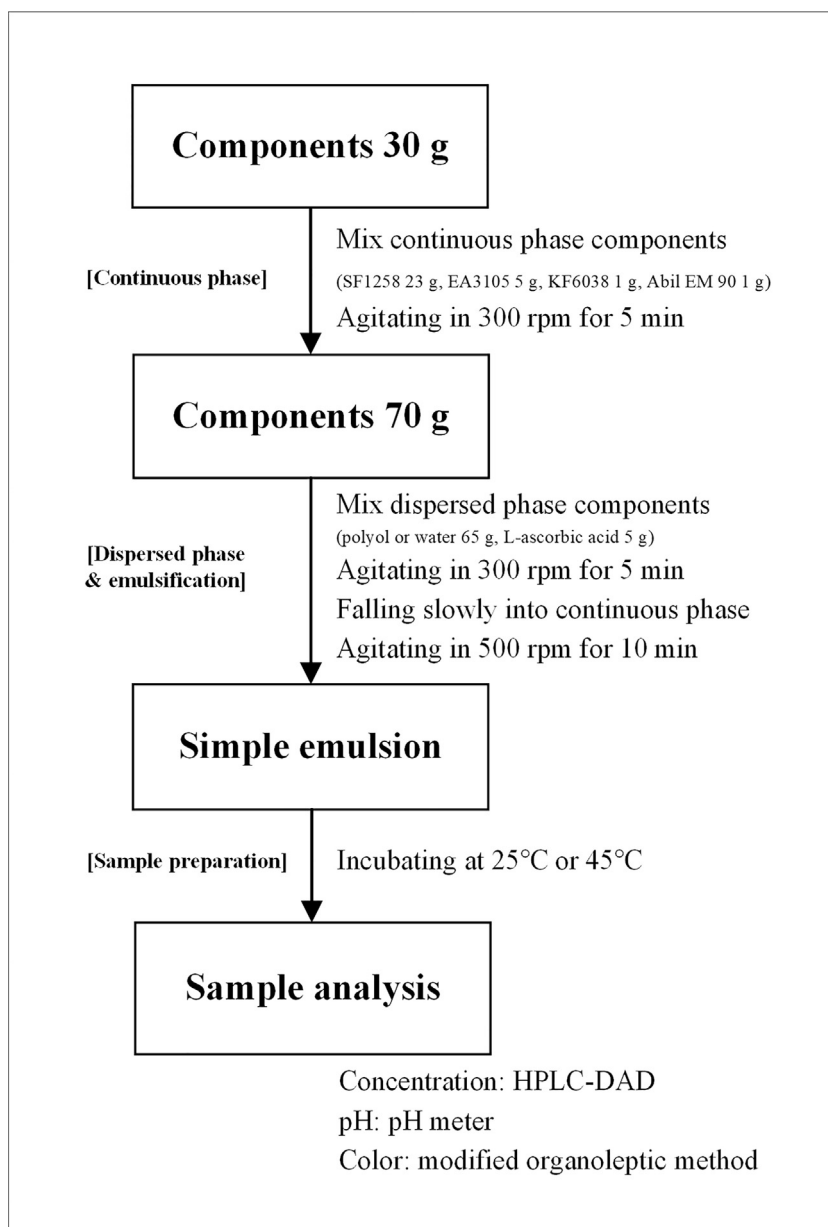 Components 30 g
[Continuous phase]
Mix continuous phase components
(SF1258 23 g, EA3105 5 g, KF6038 1 g, Abil EM 90 1 g)
Agitating in 300 rpm for 5 min
Components 70 g
[Dispersed phase
& emulsification]
Mix dispersed phase components
(polyol or water 65 g, L-ascorbic acid 5 g)
Agitating in 300 rpm for 5 min
Falling slowly into continuous phase
Agitating in 500 rpm for 10 min
Simple emulsion
[Sample preparation]
Incubating at 25°C or 45°C
Sample analysis
Concentration: HPLC-DAD
pH: pH meter
Color: modified organoleptic method